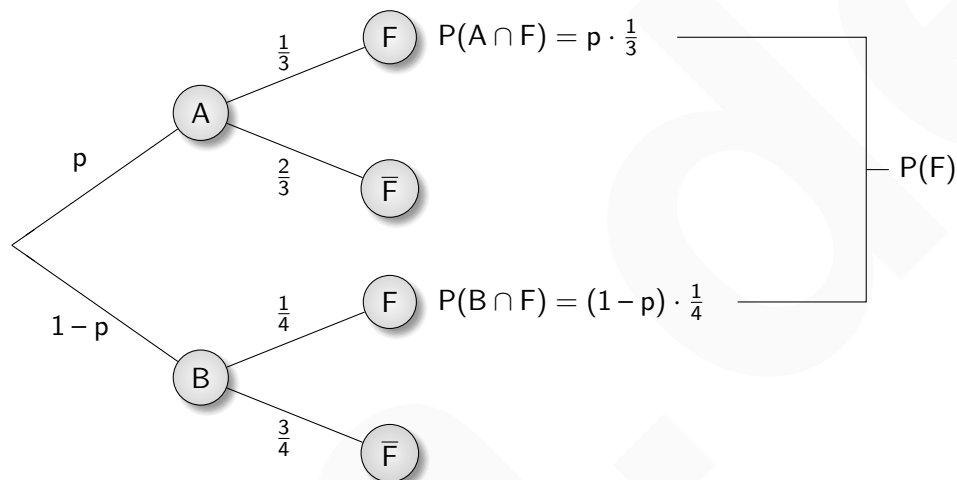 1/3 F P(A ∩ F) = p · 1/3
A
p
2/3 F̅
P(F)
1/4 F P(B ∩ F) = (1 − p) · 1/4
1 − p
B
3/4 F̅